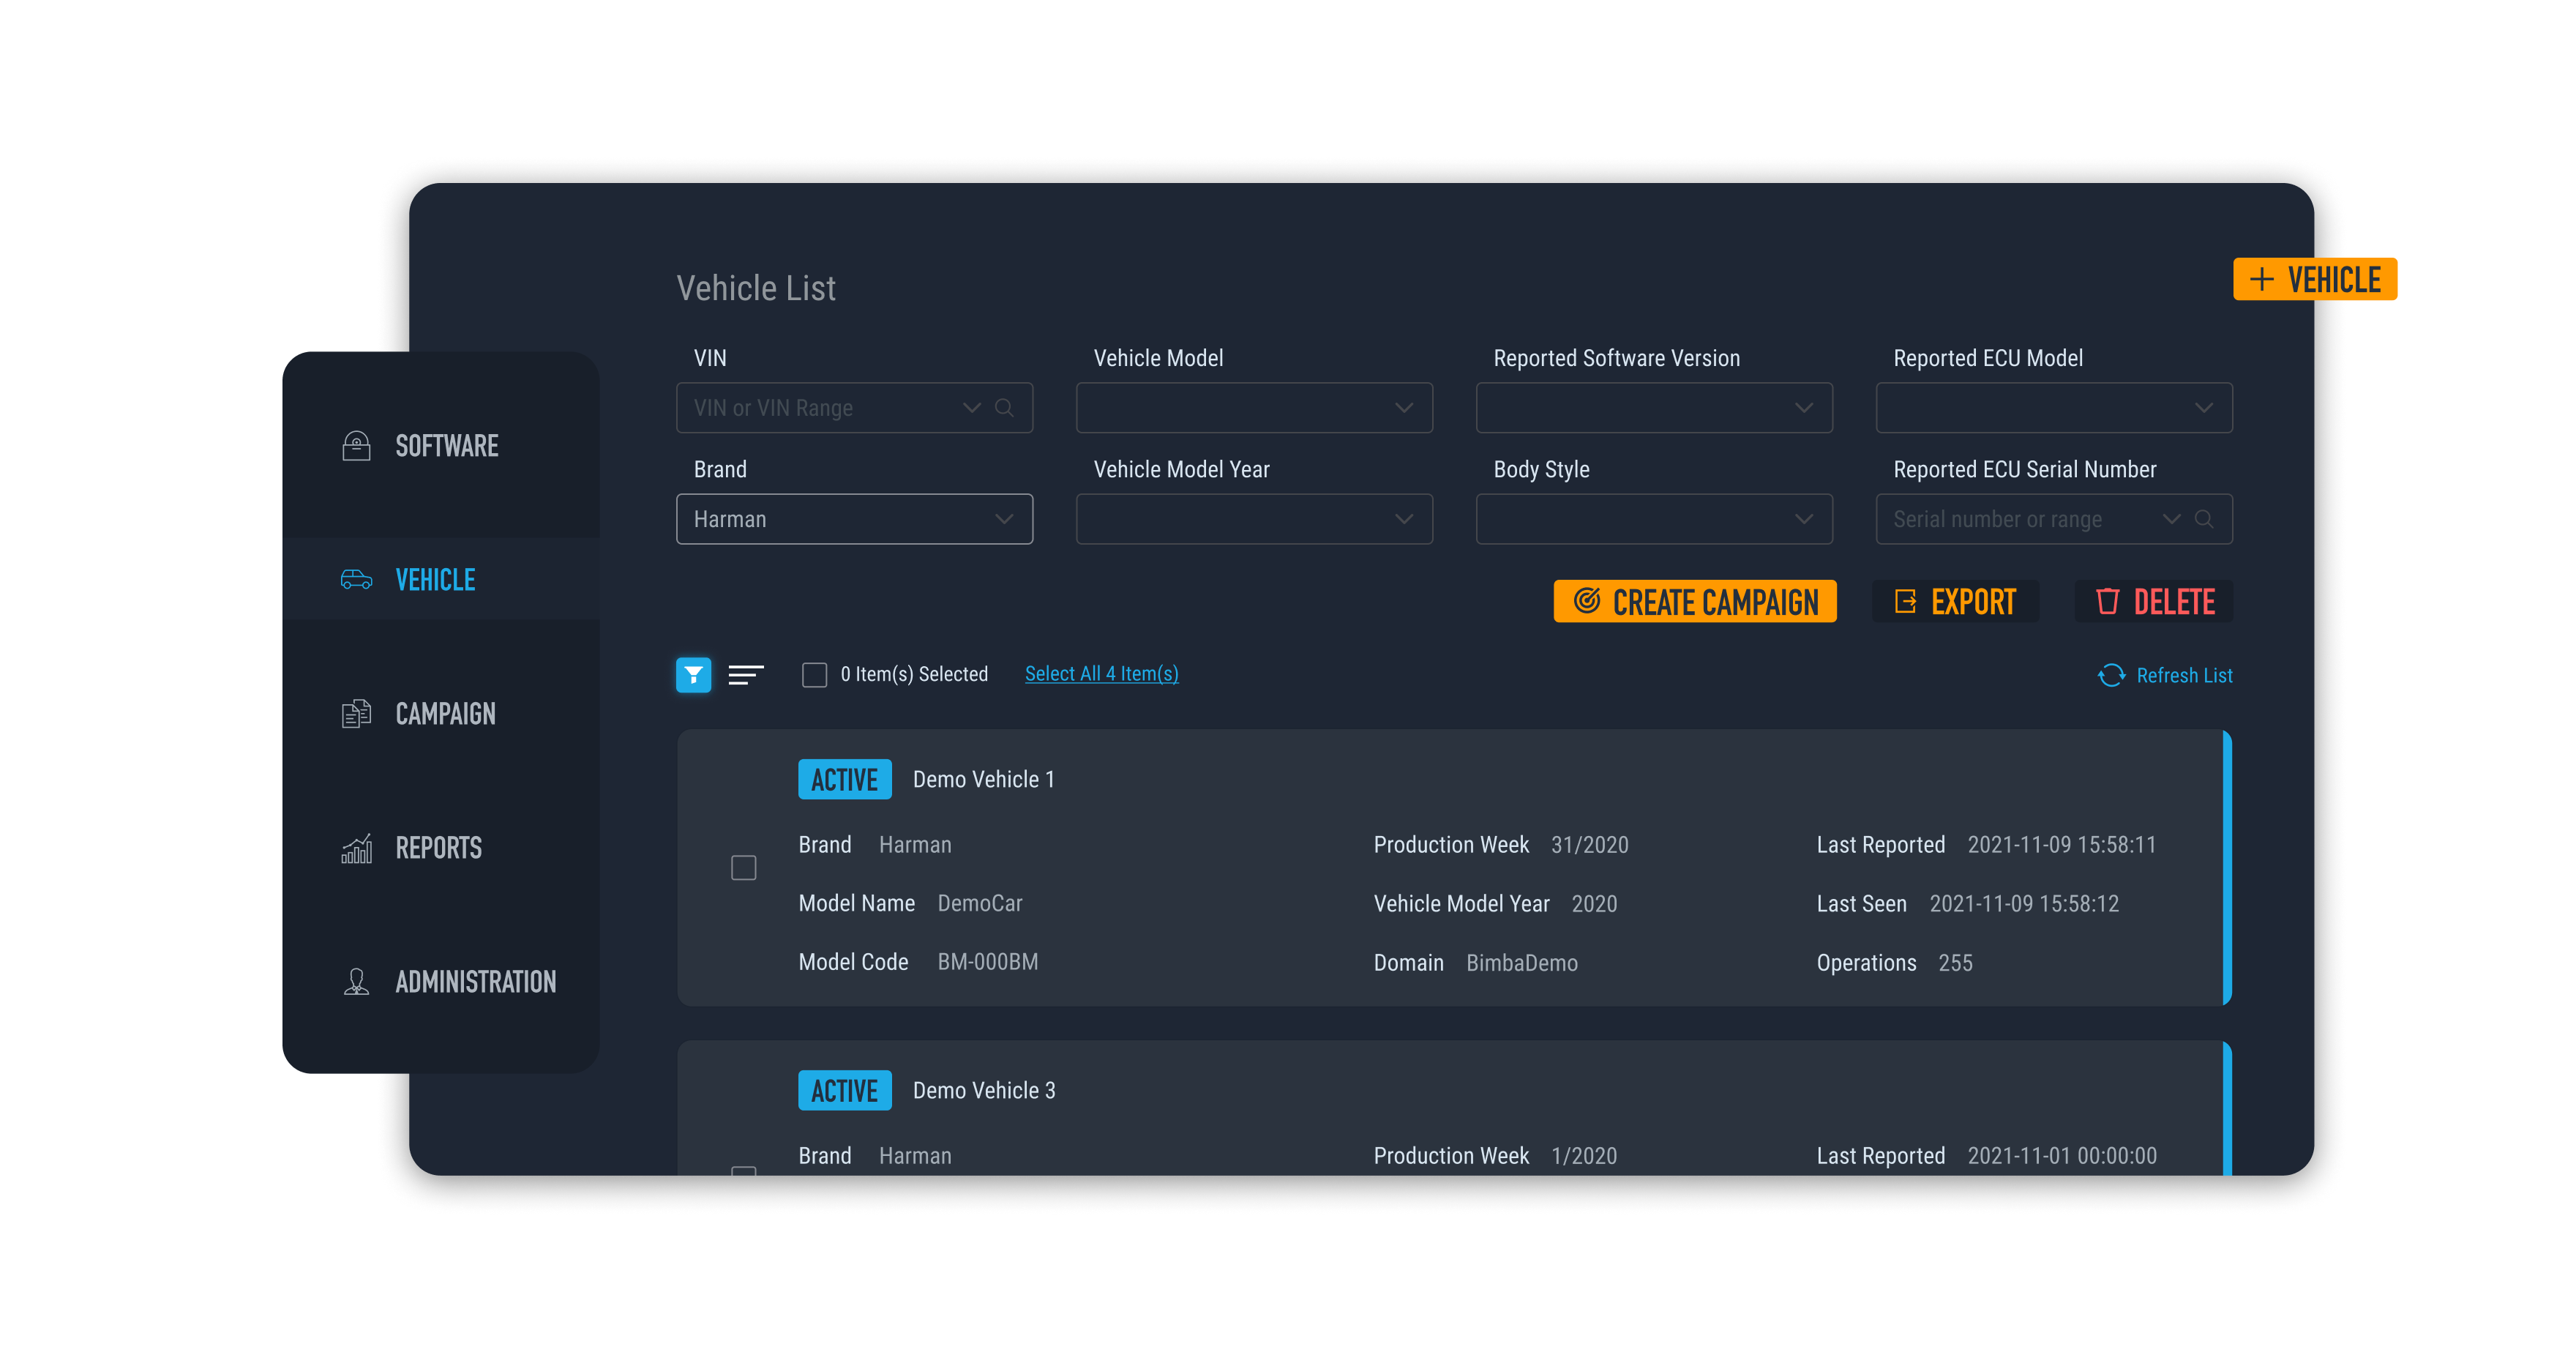 Vehicle List
+ VEHICLE
VIN Vehicle Model Reported Software Version Reported ECU Model
VIN or VIN Range
Brand Vehicle Model Year Body Style Reported ECU Serial Number
Harman Serial number or range
SOFTWARE
VEHICLE
CAMPAIGN
REPORTS
ADMINISTRATION
CREATE CAMPAIGN EXPORT DELETE
0 Item(s) Selected Select All 4 Item(s) Refresh List
ACTIVE Demo Vehicle 1
Brand Harman Production Week 31/2020 Last Reported 2021-11-09 15:58:11
Model Name DemoCar Vehicle Model Year 2020 Last Seen 2021-11-09 15:58:12
Model Code BM-000BM Domain BimbaDemo Operations 255
ACTIVE Demo Vehicle 3
Brand Harman Production Week 1/2020 Last Reported 2021-11-01 00:00:00